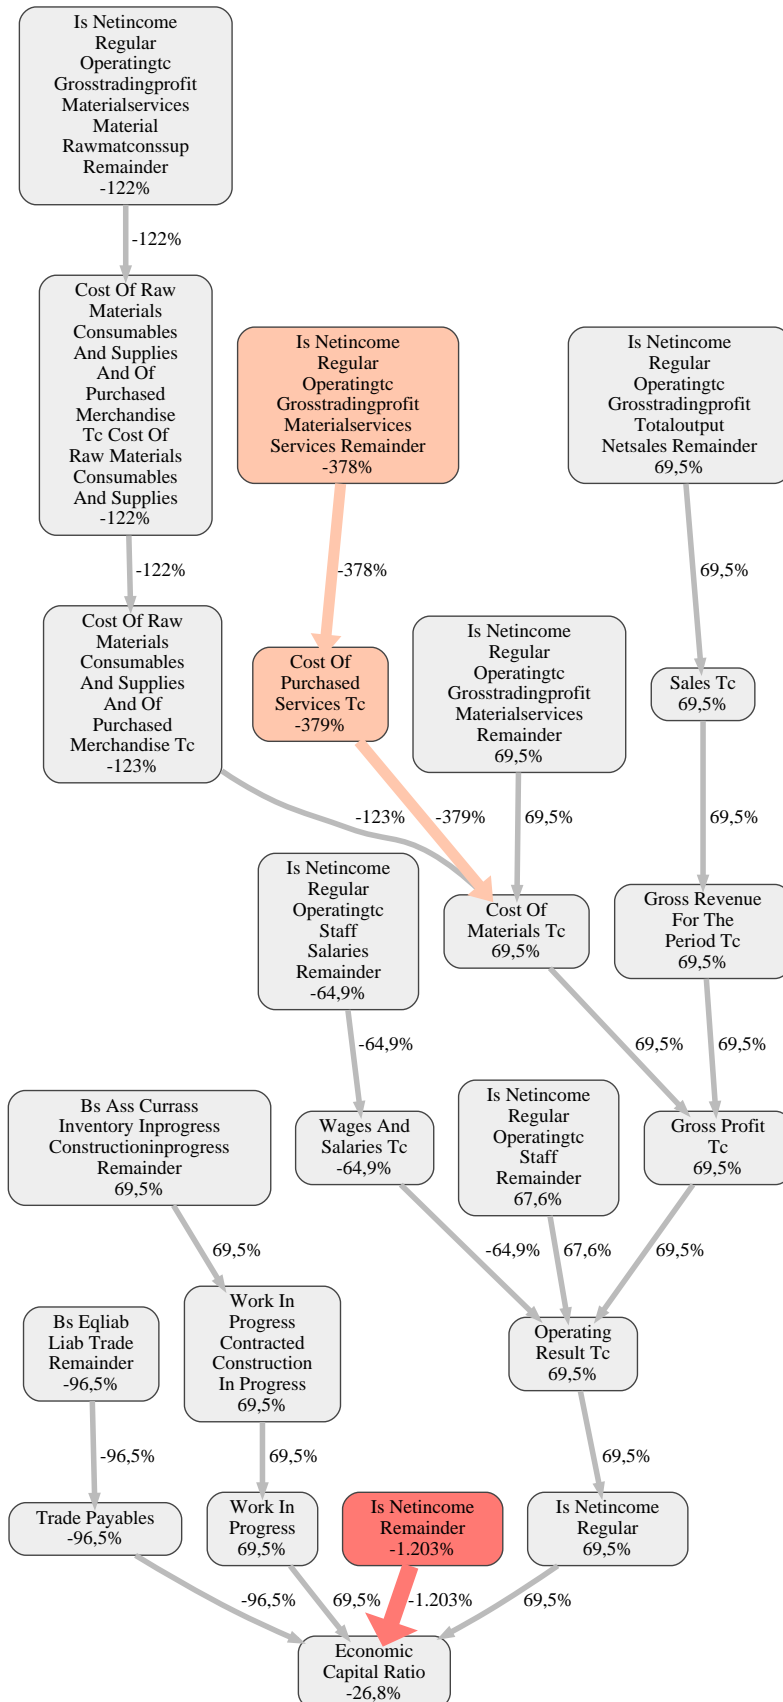 Is Netincome
Regular
Operatingtc
Grosstradingprofit
Materialservices
Material
Rawmatconssup
Remainder
-122%
-122%
Cost Of Raw
Materials
Consumables
And Supplies
And Of
Purchased
Merchandise
Tc Cost Of
Raw Materials
Consumables
And Supplies
-122%
Is Netincome
Regular
Operatingtc
Grosstradingprofit
Materialservices
Services Remainder
-378%
Is Netincome
Regular
Operatingtc
Grosstradingprofit
Totaloutput
Netsales Remainder
69,5%
-122%
-378%
69,5%
Cost Of Raw
Materials
Consumables
And Supplies
And Of
Purchased
Merchandise Tc
-123%
Cost Of
Purchased
Services Tc
-379%
Is Netincome
Regular
Operatingtc
Grosstradingprofit
Materialservices
Remainder
69,5%
Sales Tc
69,5%
-123%
-379%
69,5%
69,5%
Is Netincome
Regular
Operatingtc
Staff
Salaries
Remainder
-64,9%
Cost Of
Materials Tc
69,5%
Gross Revenue
For The
Period Tc
69,5%
-64,9%
69,5%
69,5%
Bs Ass Currass
Inventory Inprogress
Constructioninprogress
Remainder
69,5%
Wages And
Salaries Tc
-64,9%
Is Netincome
Regular
Operatingtc
Staff
Remainder
67,6%
Gross Profit
Tc
69,5%
69,5%
-64,9%
67,6%
69,5%
Bs Eqliab
Liab Trade
Remainder
-96,5%
Work In
Progress
Contracted
Construction
In Progress
69,5%
Operating
Result Tc
69,5%
-96,5%
69,5%
69,5%
Trade Payables
-96,5%
Work In
Progress
69,5%
Is Netincome
Remainder
-1.203%
Is Netincome
Regular
69,5%
-96,5%
69,5%
-1.203%
69,5%
Economic
Capital Ratio
-26,8%